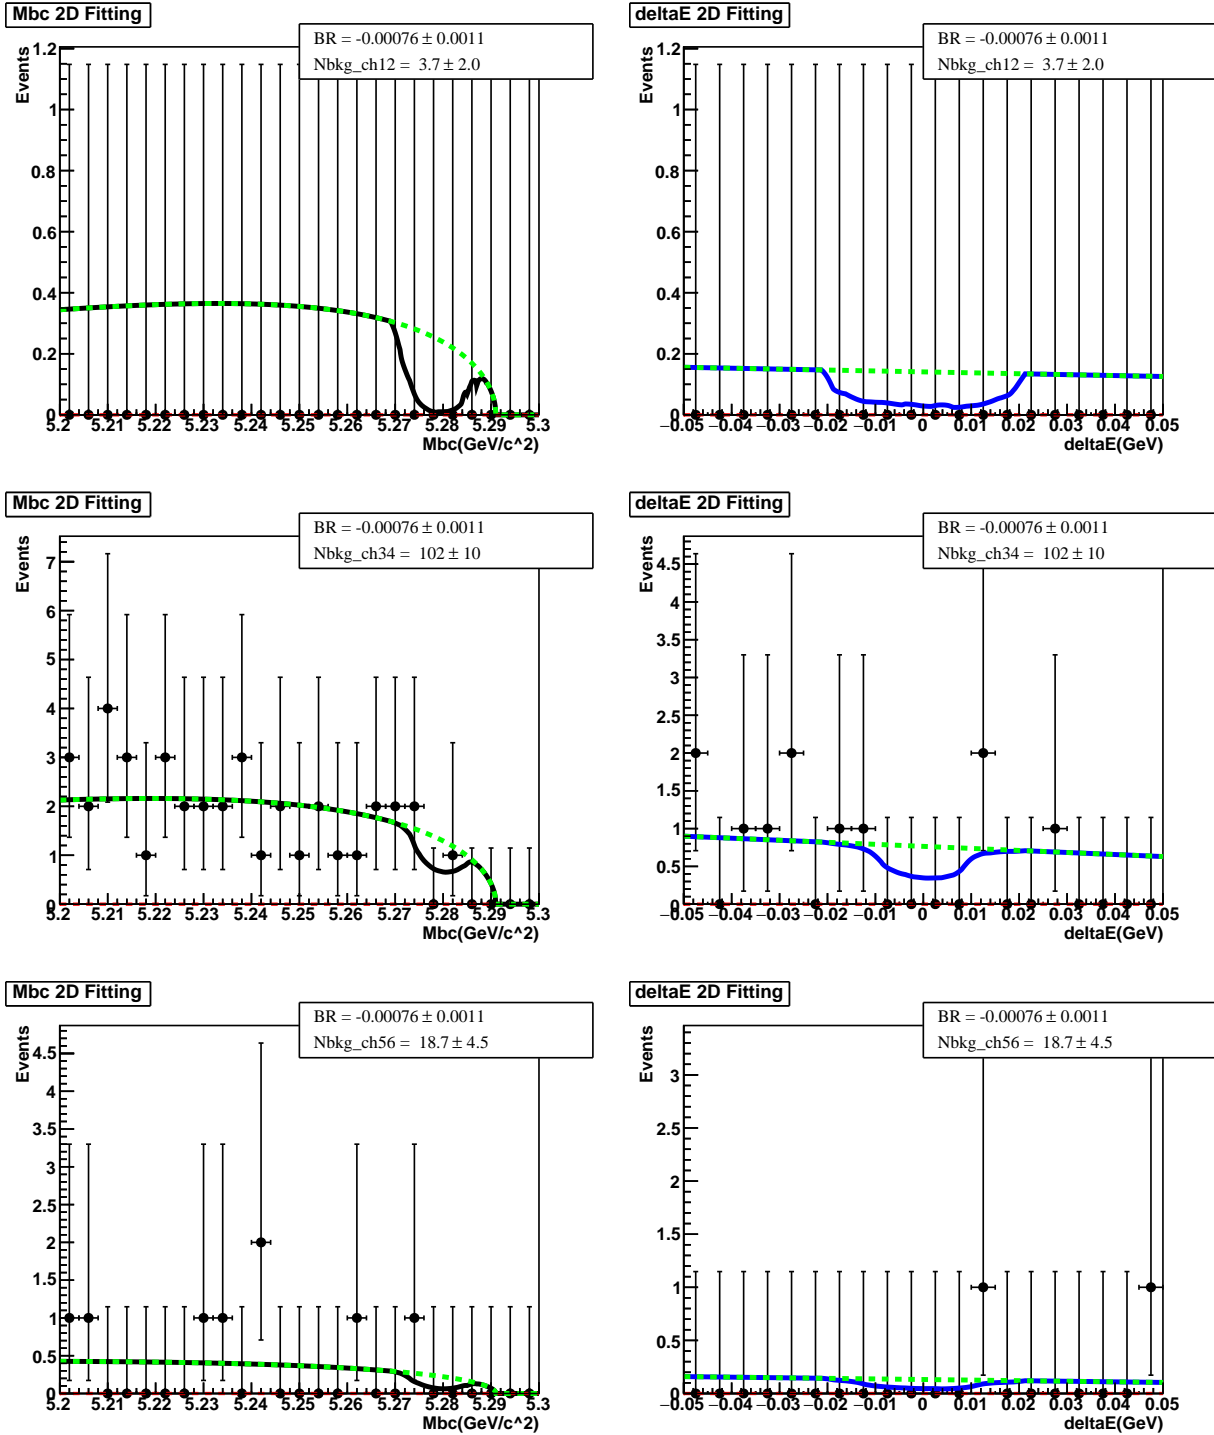 Mbc 2D Fitting
BR = -0.00076 ± 0.0011
Nbkg_ch12 = 3.7 ± 2.0
Events
1.2
1
0.8
0.6
0.4
0.2
0
5.2 5.21 5.22 5.23 5.24 5.25 5.26 5.27 5.28 5.29 5.3
Mbc(GeV/c^2)
deltaE 2D Fitting
BR = -0.00076 ± 0.0011
Nbkg_ch12 = 3.7 ± 2.0
Events
1.2
1
0.8
0.6
0.4
0.2
0
−0.05 −0.04 −0.03 −0.02 −0.01 0 0.01 0.02 0.03 0.04 0.05
deltaE(GeV)
Mbc 2D Fitting
BR = -0.00076 ± 0.0011
Nbkg_ch34 = 102 ± 10
Events
7
6
5
4
3
2
1
0
5.2 5.21 5.22 5.23 5.24 5.25 5.26 5.27 5.28 5.29 5.3
Mbc(GeV/c^2)
deltaE 2D Fitting
BR = -0.00076 ± 0.0011
Nbkg_ch34 = 102 ± 10
Events
4.5
4
3.5
3
2.5
2
1.5
1
0.5
0
−0.05 −0.04 −0.03 −0.02 −0.01 0 0.01 0.02 0.03 0.04 0.05
deltaE(GeV)
Mbc 2D Fitting
BR = -0.00076 ± 0.0011
Nbkg_ch56 = 18.7 ± 4.5
Events
4.5
4
3.5
3
2.5
2
1.5
1
0.5
0
5.2 5.21 5.22 5.23 5.24 5.25 5.26 5.27 5.28 5.29 5.3
Mbc(GeV/c^2)
deltaE 2D Fitting
BR = -0.00076 ± 0.0011
Nbkg_ch56 = 18.7 ± 4.5
Events
3
2.5
2
1.5
1
0.5
0
−0.05 −0.04 −0.03 −0.02 −0.01 0 0.01 0.02 0.03 0.04 0.05
deltaE(GeV)